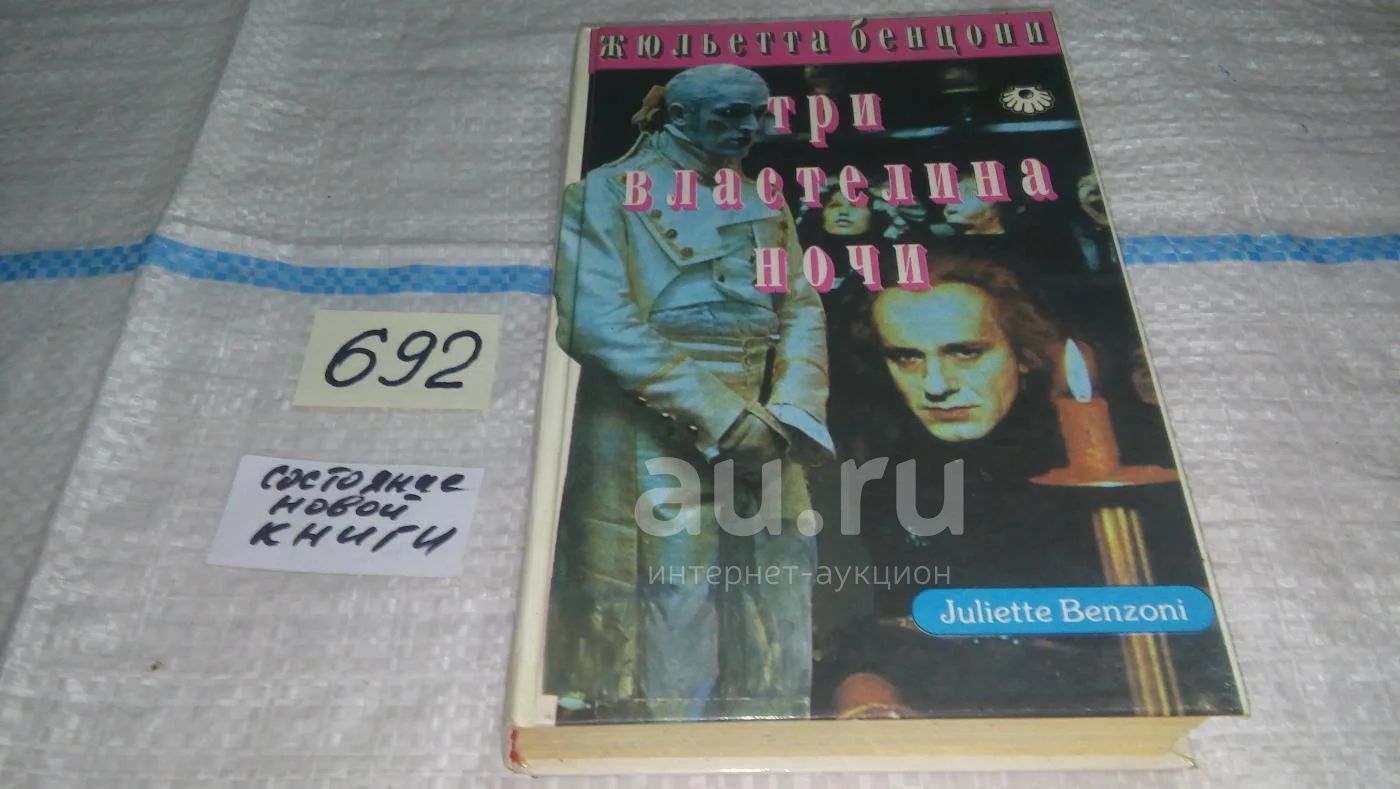 жюльетта бенцони
три
властелина
ночи
692
состояние
новой
книги
au.ru
интернет-аукцион
Juliette Benzoni